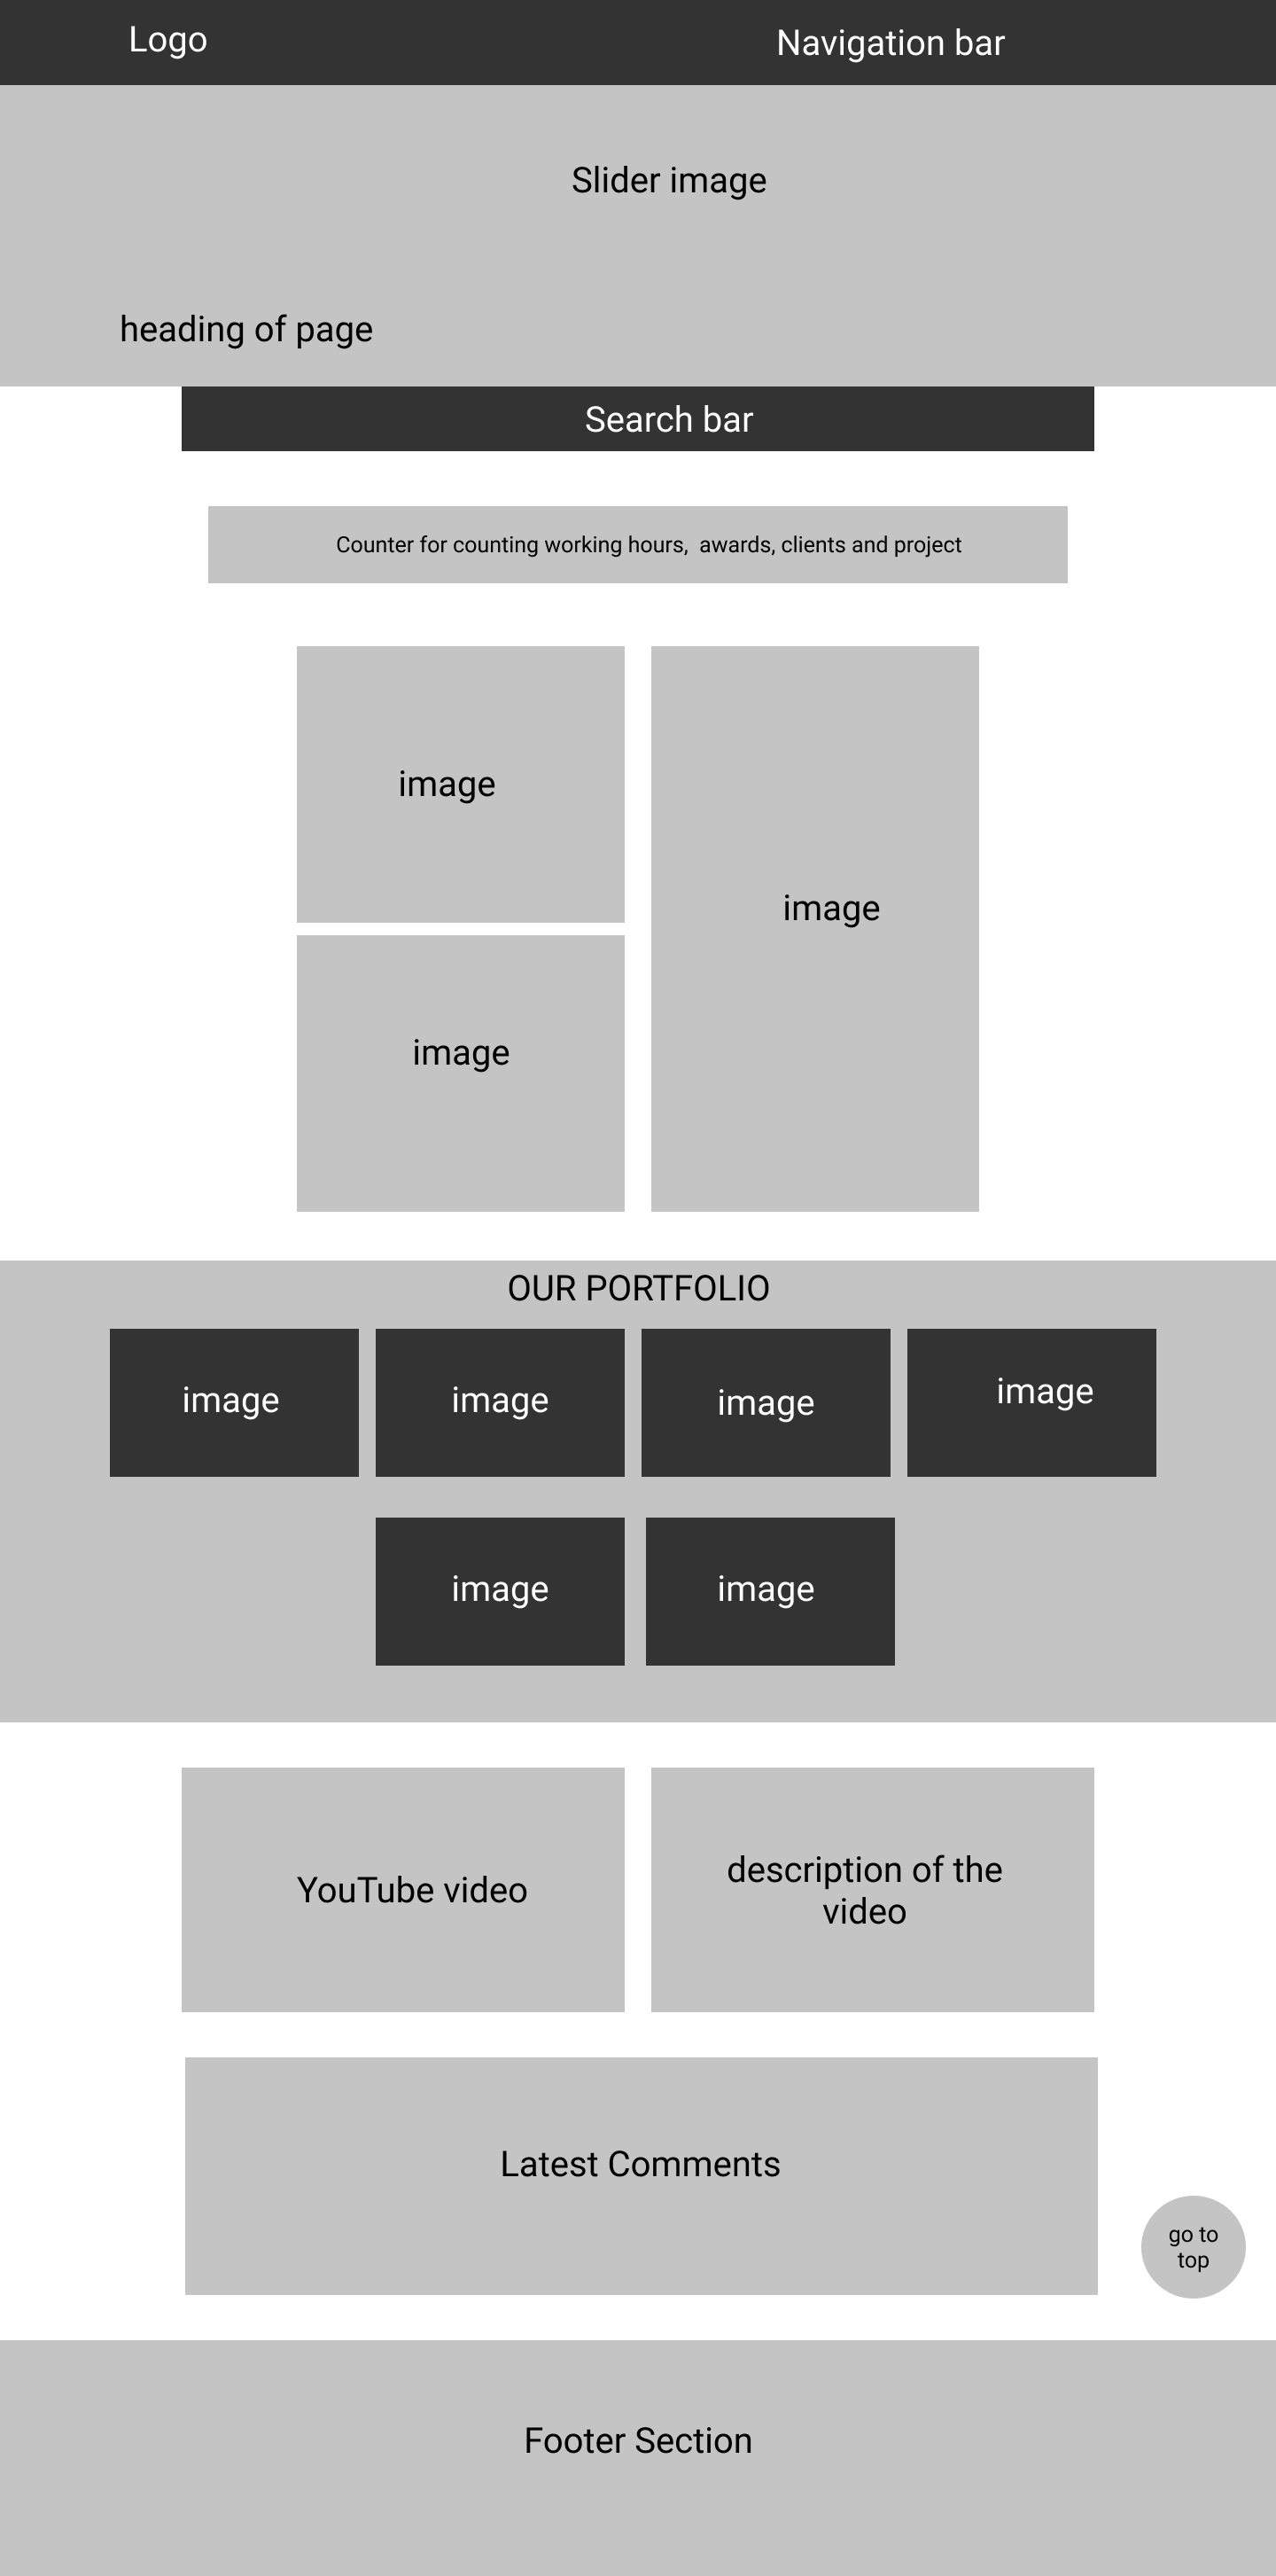 Logo
Navigation bar
Slider image
heading of page
Search bar
Counter for counting working hours,  awards, clients and project
image
image
image
OUR PORTFOLIO
image
image
image
image
image
image
YouTube video
description of the
video
Latest Comments
go to
top
Footer Section